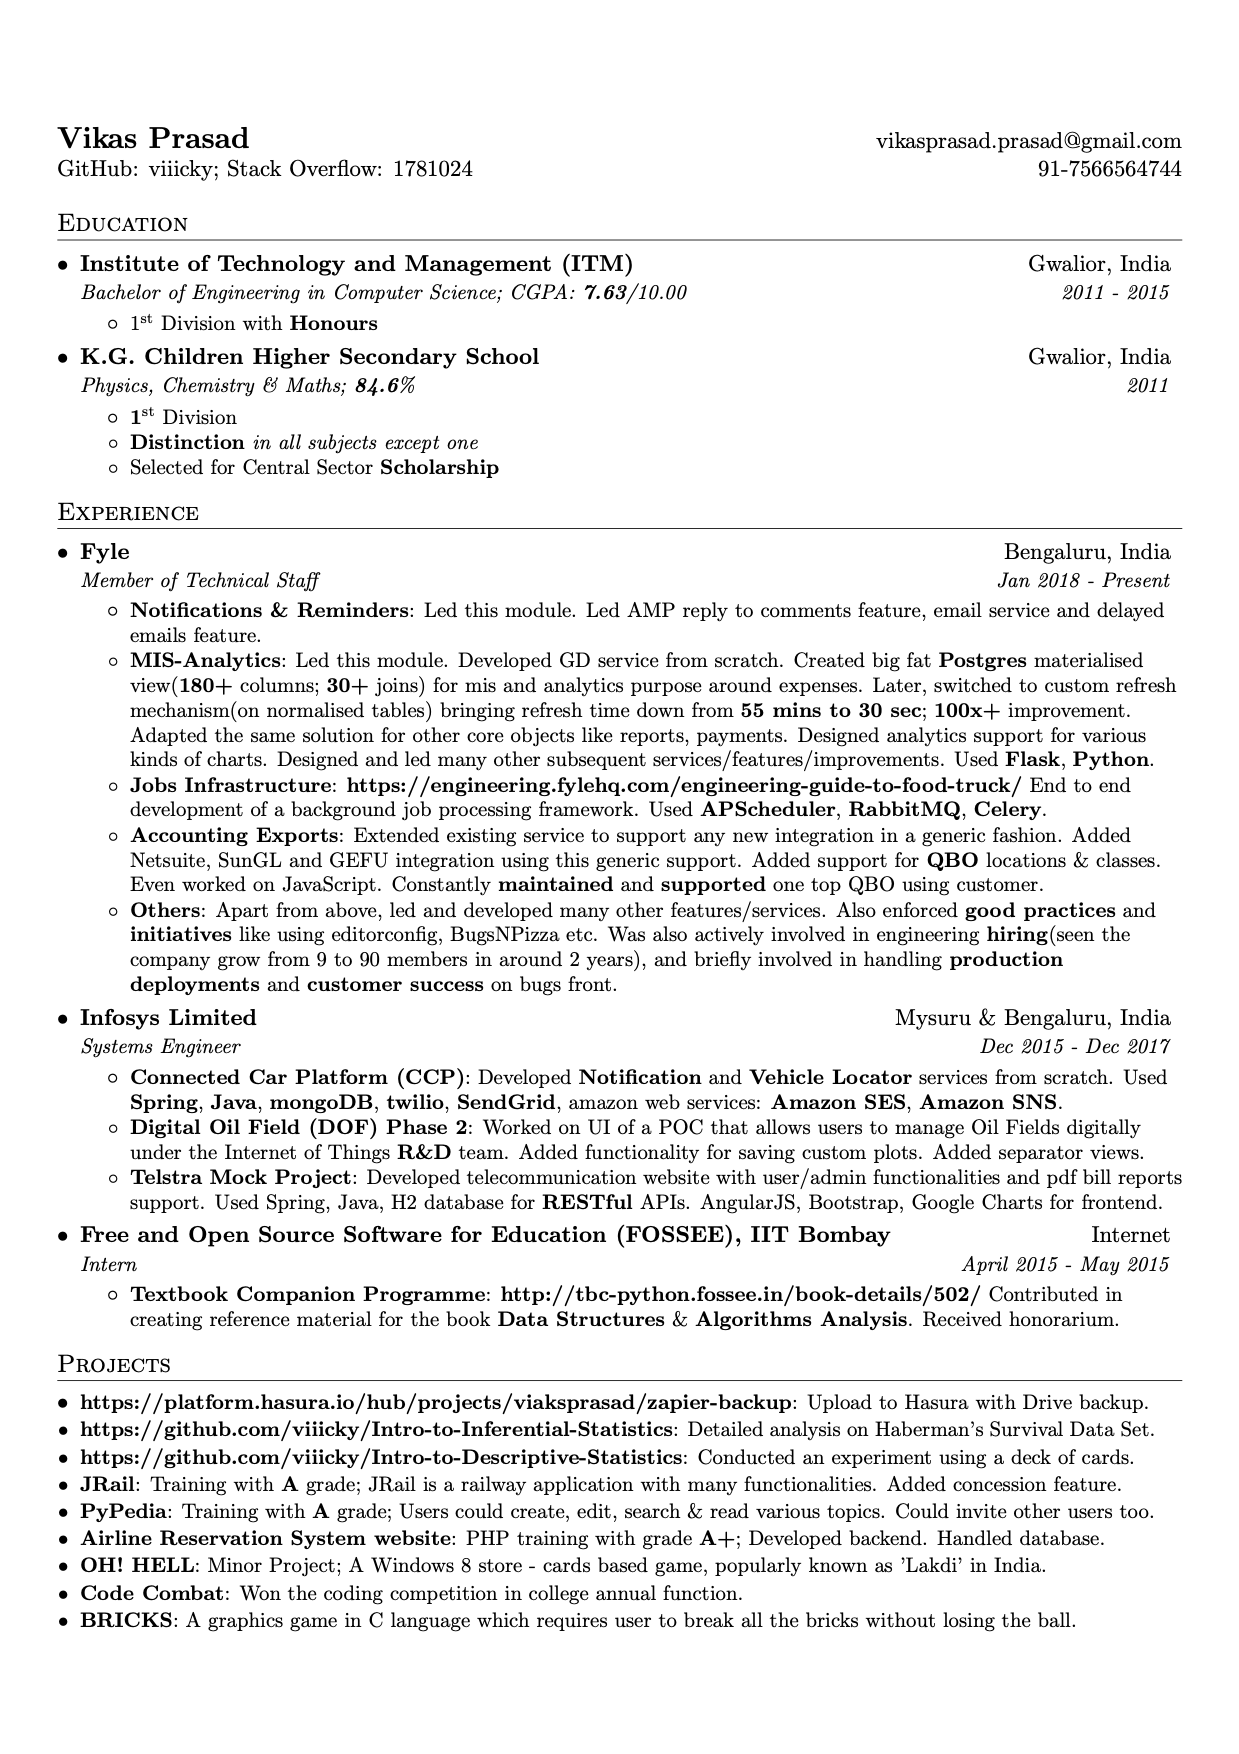 Vikas Prasad
vikasprasad.prasad@gmail.com
GitHub: viiicky; Stack Overflow: 1781024
91-7566564744
Education
• Institute of Technology and Management (ITM)
Gwalior, India
Bachelor of Engineering in Computer Science; CGPA: 7.63/10.00
2011 - 2015
◦ 1st Division with Honours
• K.G. Children Higher Secondary School
Gwalior, India
Physics, Chemistry & Maths; 84.6%
2011
◦ 1st Division
◦ Distinction in all subjects except one
◦ Selected for Central Sector Scholarship
Experience
• Fyle
Bengaluru, India
Member of Technical Staff
Jan 2018 - Present
◦ Notifications & Reminders: Led this module. Led AMP reply to comments feature, email service and delayed
emails feature.
◦ MIS-Analytics: Led this module. Developed GD service from scratch. Created big fat Postgres materialised
view(180+ columns; 30+ joins) for mis and analytics purpose around expenses. Later, switched to custom refresh
mechanism(on normalised tables) bringing refresh time down from 55 mins to 30 sec; 100x+ improvement.
Adapted the same solution for other core objects like reports, payments. Designed analytics support for various
kinds of charts. Designed and led many other subsequent services/features/improvements. Used Flask, Python.
◦ Jobs Infrastructure: https://engineering.fylehq.com/engineering-guide-to-food-truck/ End to end
development of a background job processing framework. Used APScheduler, RabbitMQ, Celery.
◦ Accounting Exports: Extended existing service to support any new integration in a generic fashion. Added
Netsuite, SunGL and GEFU integration using this generic support. Added support for QBO locations & classes.
Even worked on JavaScript. Constantly maintained and supported one top QBO using customer.
◦ Others: Apart from above, led and developed many other features/services. Also enforced good practices and
initiatives like using editorconfig, BugsNPizza etc. Was also actively involved in engineering hiring(seen the
company grow from 9 to 90 members in around 2 years), and briefly involved in handling production
deployments and customer success on bugs front.
• Infosys Limited
Mysuru & Bengaluru, India
Systems Engineer
Dec 2015 - Dec 2017
◦ Connected Car Platform (CCP): Developed Notification and Vehicle Locator services from scratch. Used
Spring, Java, mongoDB, twilio, SendGrid, amazon web services: Amazon SES, Amazon SNS.
◦ Digital Oil Field (DOF) Phase 2: Worked on UI of a POC that allows users to manage Oil Fields digitally
under the Internet of Things R&D team. Added functionality for saving custom plots. Added separator views.
◦ Telstra Mock Project: Developed telecommunication website with user/admin functionalities and pdf bill reports
support. Used Spring, Java, H2 database for RESTful APIs. AngularJS, Bootstrap, Google Charts for frontend.
• Free and Open Source Software for Education (FOSSEE), IIT Bombay
Internet
Intern
April 2015 - May 2015
◦ Textbook Companion Programme: http://tbc-python.fossee.in/book-details/502/ Contributed in
creating reference material for the book Data Structures & Algorithms Analysis. Received honorarium.
Projects
• https://platform.hasura.io/hub/projects/viaksprasad/zapier-backup: Upload to Hasura with Drive backup.
• https://github.com/viiicky/Intro-to-Inferential-Statistics: Detailed analysis on Haberman's Survival Data Set.
• https://github.com/viiicky/Intro-to-Descriptive-Statistics: Conducted an experiment using a deck of cards.
• JRail: Training with A grade; JRail is a railway application with many functionalities. Added concession feature.
• PyPedia: Training with A grade; Users could create, edit, search & read various topics. Could invite other users too.
• Airline Reservation System website: PHP training with grade A+; Developed backend. Handled database.
• OH! HELL: Minor Project; A Windows 8 store - cards based game, popularly known as 'Lakdi' in India.
• Code Combat: Won the coding competition in college annual function.
• BRICKS: A graphics game in C language which requires user to break all the bricks without losing the ball.